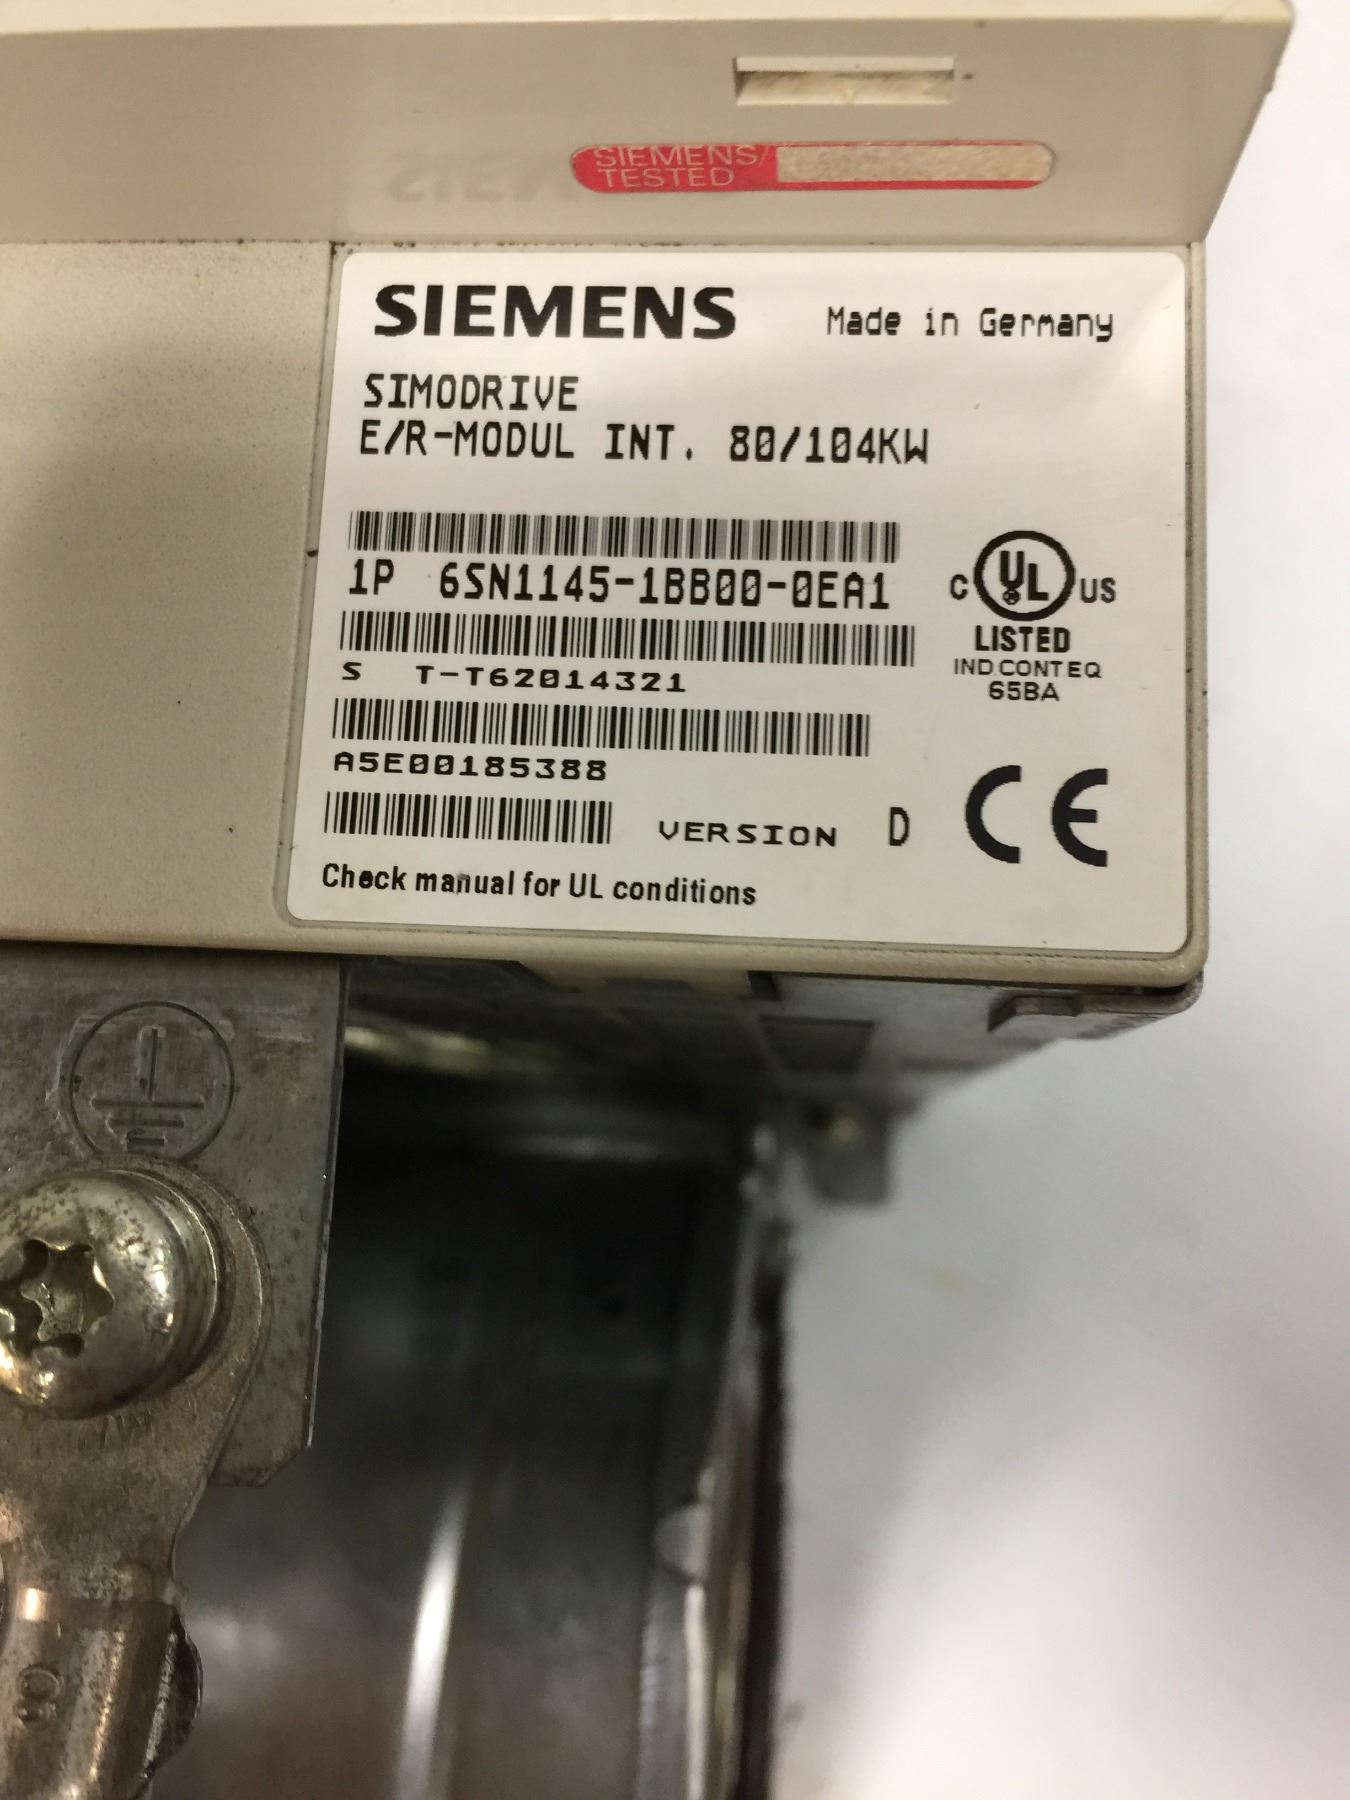 SIEMENS/
TESTED
SIEMENS Made in Germany
SIMODRIVE
E/R-MODUL INT. 80/104KW
1P 6SN1145-1BB00-0EA1
C UL US
LISTED
IND.CONT.EQ
65BA
S T-T62014321
A5E00185388
VERSION D CE
Check manual for UL conditions
8